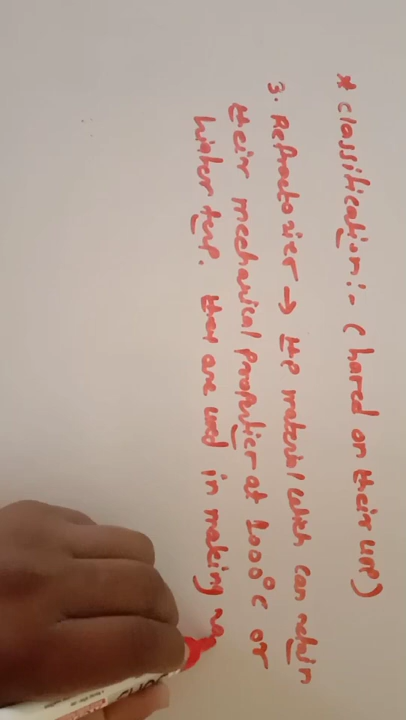 * Classification:- (based on their use)
3. Refractories → the material which can retain
their mechanical properties at 1000°C or
higher temp. they are used in making